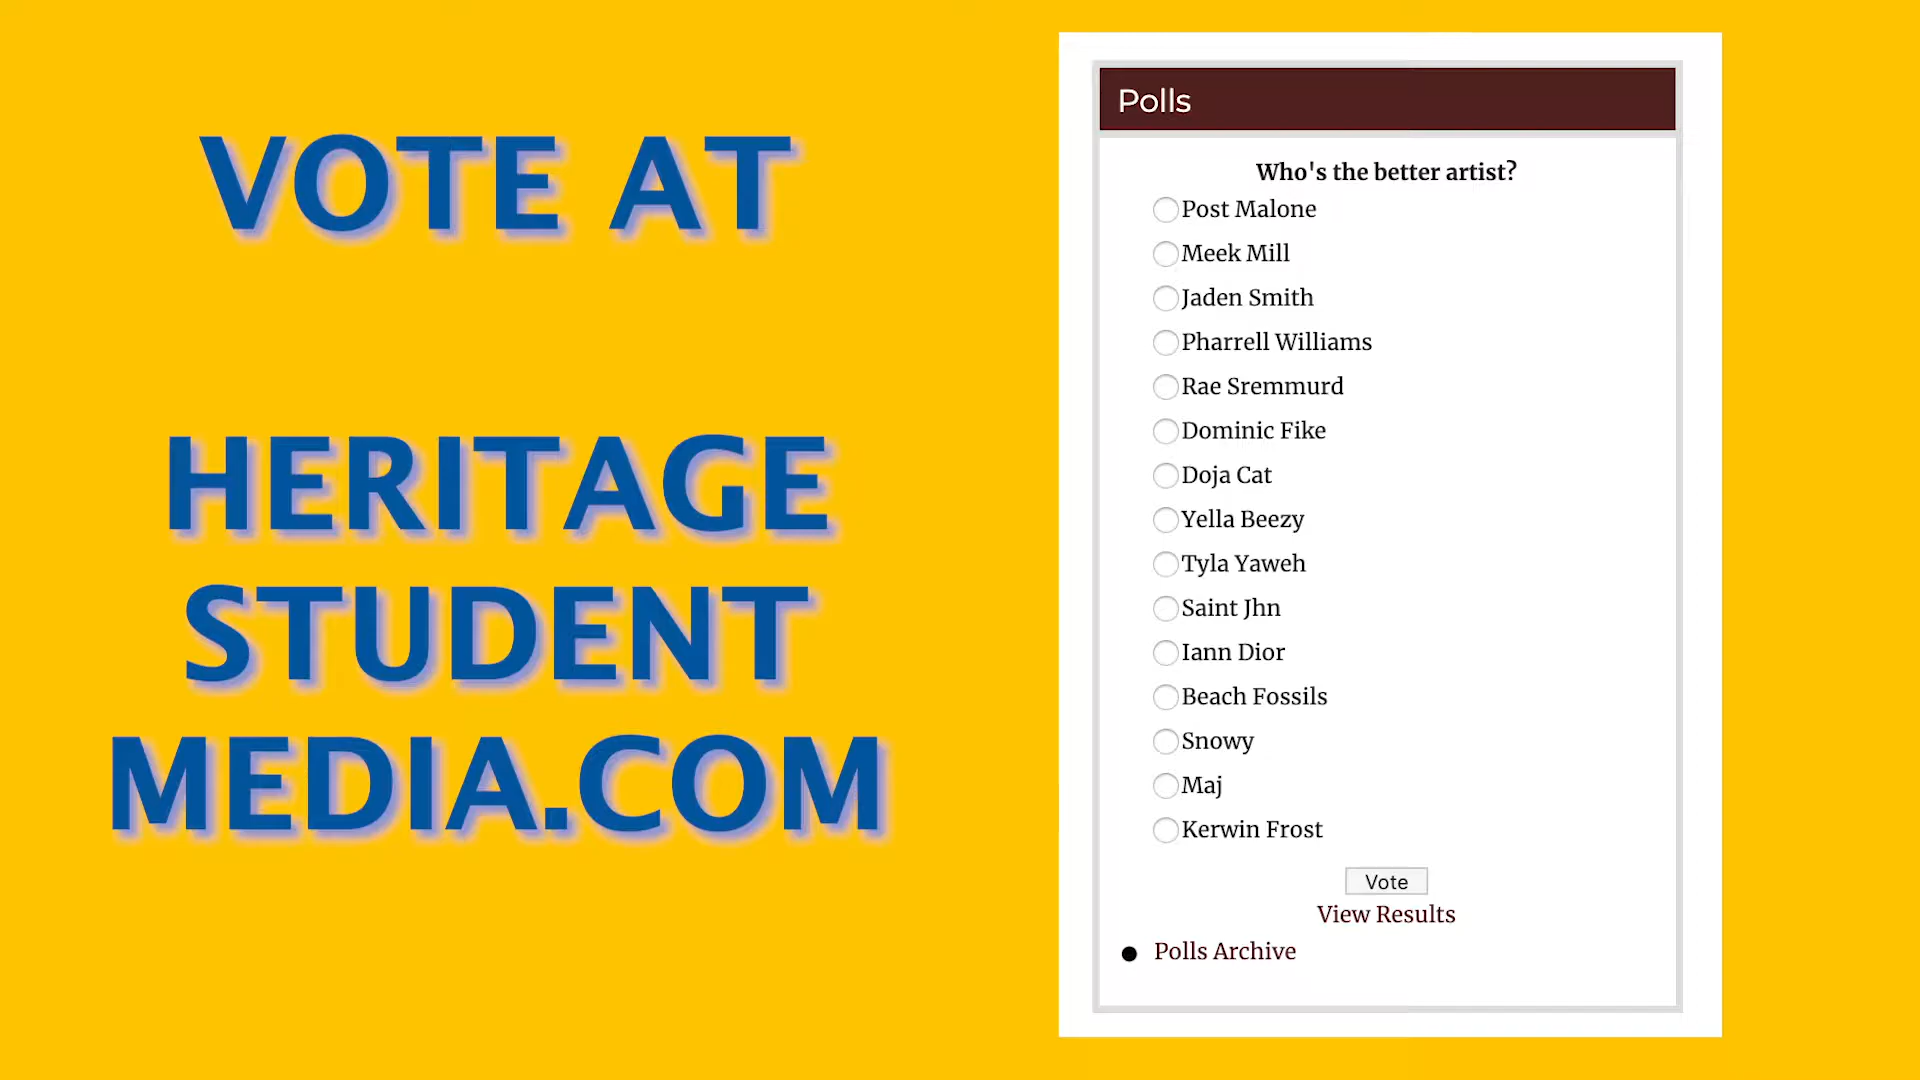 VOTE AT
HERITAGE
STUDENT
MEDIA.COM
Polls
Who's the better artist?
Post Malone
Meek Mill
Jaden Smith
Pharrell Williams
Rae Sremmurd
Dominic Fike
Doja Cat
Yella Beezy
Tyla Yaweh
Saint Jhn
Iann Dior
Beach Fossils
Snowy
Maj
Kerwin Frost
Vote
View Results
Polls Archive